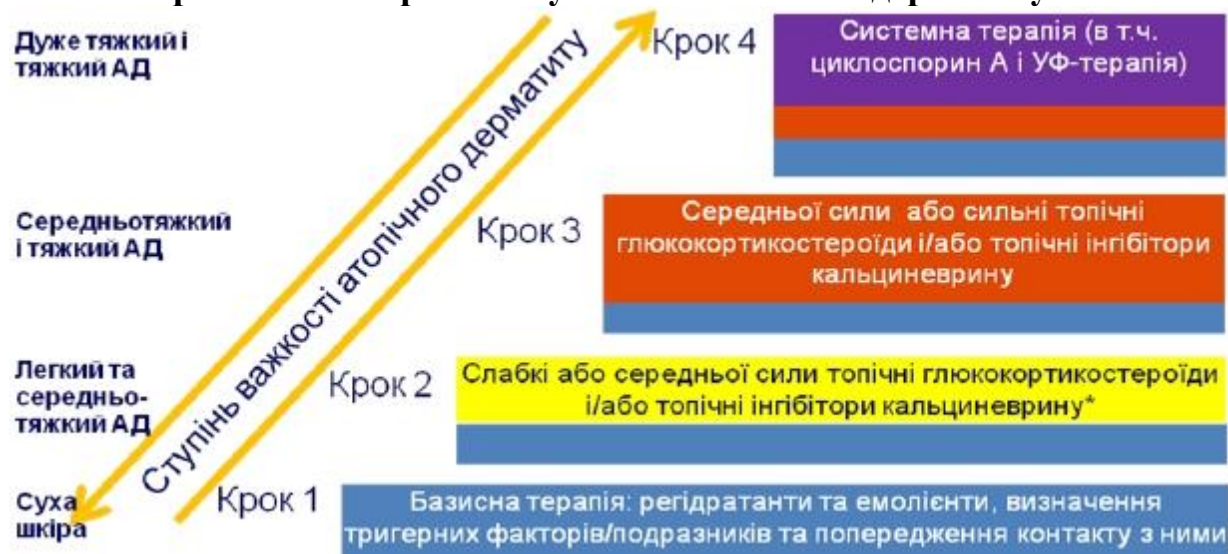 Дуже тяжкий і
тяжкий АД
Крок 4
Системна терапія (в т.ч.
циклоспорин А і УФ-терапія)
Ступінь важкості атопічного дерматиту
Середньотяжкий
і тяжкий АД
Крок 3
Середньої сили або сильні топічні
глюкокортикостероїди і/або топічні інгібітори
кальциневрину
Легкий та
середньо-
тяжкий АД
Крок 2
Слабкі або середньої сили топічні глюкокортикостероїди
і/або топічні інгібітори кальциневрину*
Суха
шкіра
Крок 1
Базисна терапія: регідратанти та емолієнти, визначення
тригерних факторів/подразників та попередження контакту з ними